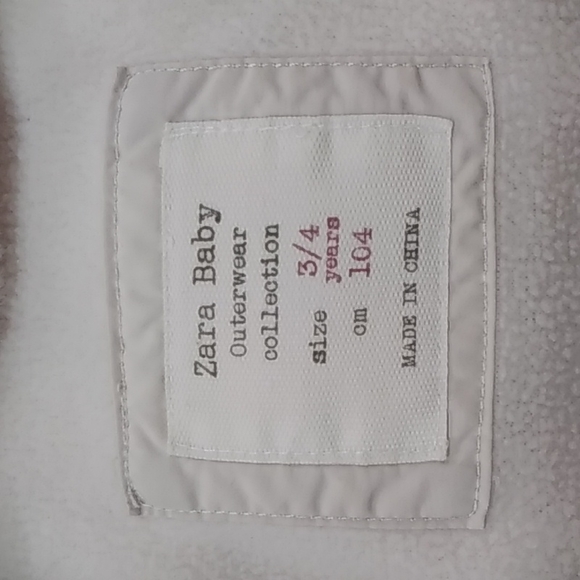 Zara Baby
Outerwear
collection
size 3/4
years
cm 104
MADE IN CHINA